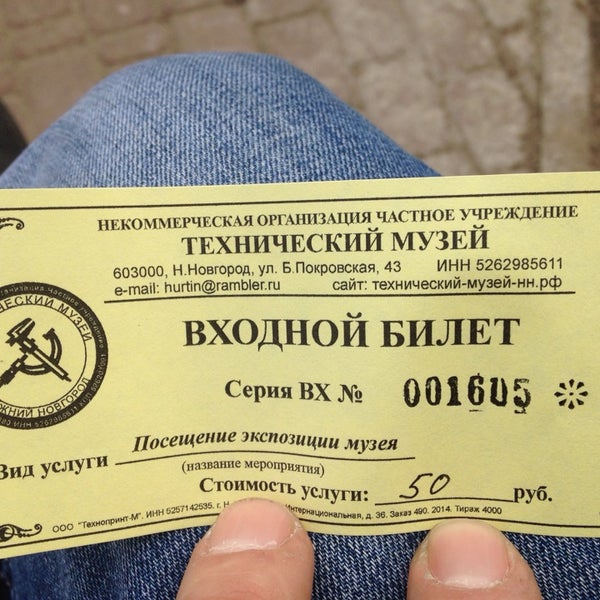 НЕКОММЕРЧЕСКАЯ ОРГАНИЗАЦИЯ ЧАСТНОЕ УЧРЕЖДЕНИЕ
ТЕХНИЧЕСКИЙ МУЗЕЙ
603000, Н.Новгород, ул. Б.Покровская, 43 ИНН 5262985611
e-mail: hurtin@rambler.ru сайт: технический-музей-нн.рф
ВХОДНОЙ БИЛЕТ
Серия ВХ № 001605
Вид услуги Посещение экспозиции музея
(название мероприятия)
Стоимость услуги: 50 руб.
ООО "Технопринт-М". ИНН 5257142535. г. Интернациональная, д. 36. Заказ 490. 2014. Тираж 4000